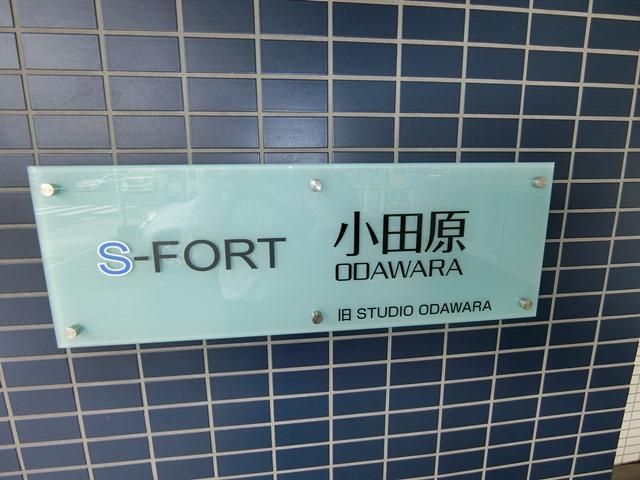 S-FORT
小田原
ODAWARA
旧 STUDIO ODAWARA